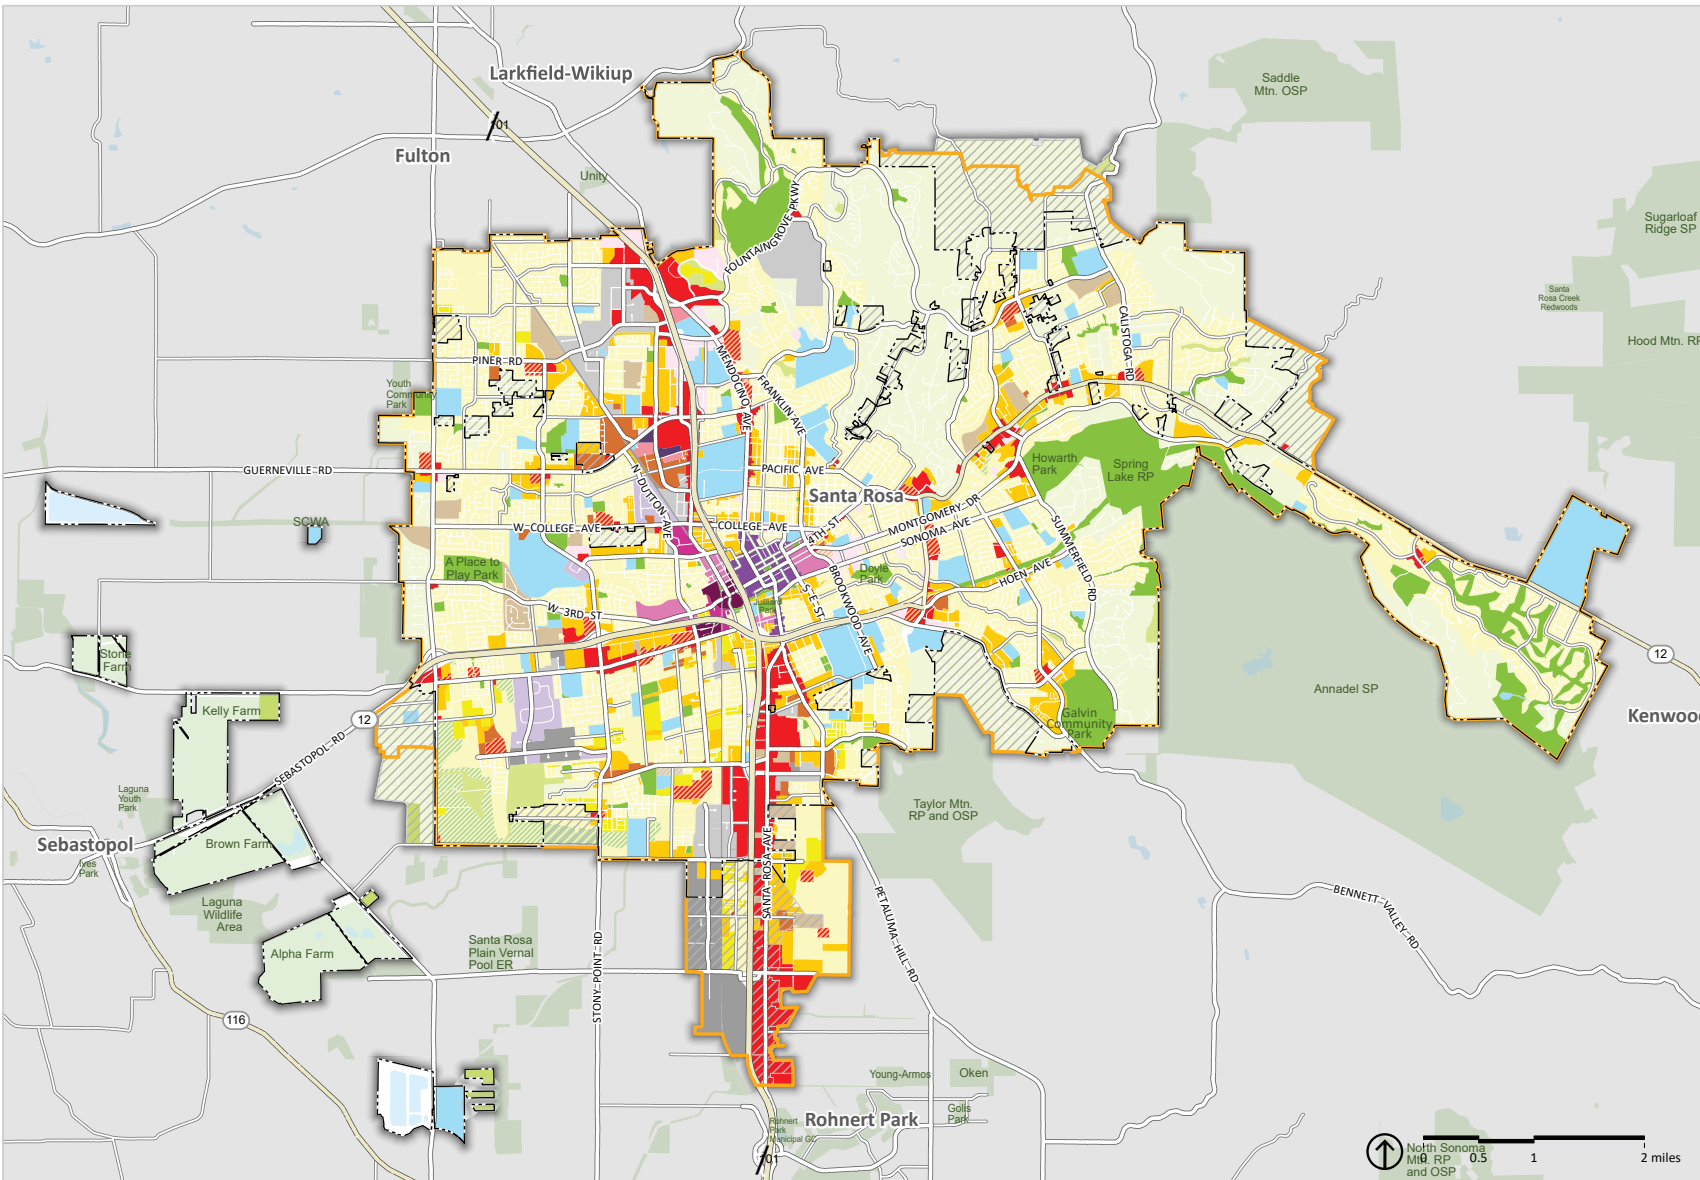 Larkfield-Wikiup
Saddle
Mtn. OSP
101
Fulton
Unity
Sugarloaf
Ridge SP
FOUNTAINGROVE PKWY
Santa
Rosa Creek
Redwoods
CALISTOGA RD
Hood Mtn. RP
PINER RD
MENDOCINO AVE
FRANKLIN AVE
Youth
Community
Park
GUERNEVILLE RD
PACIFIC AVE
Howarth
Park
Spring
Lake RP
N DUTTON AVE
Santa Rosa
SCWA
W COLLEGE AVE
COLLEGE AVE
4TH ST
MONTGOMERY DR
SONOMA AVE
SUMMERFIELD RD
A Place to
Play Park
Doyle
Park
HOEN AVE
W 3RD ST
Juilliard
Park
S E ST
BROOKWOOD AVE
Stone
Farm
12
Annadel SP
Kelly Farm
12
Galvin
Community
Park
Kenwood
SEBASTOPOL RD
Laguna
Youth
Park
Taylor Mtn.
RP and OSP
Sebastopol
Brown Farm
Ives
Park
SANTA ROSA AVE
Laguna
Wildlife
Area
BENNETT VALLEY RD
PETALUMA HILL RD
Alpha Farm
Santa Rosa
Plain Vernal
Pool ER
STONY POINT RD
116
Young-Armos
Oken
Golis
Park
Rohnert Park
Rohnert
Park
Municipal GC
101
North Sonoma
Mtn. RP
and OSP
0
0.5
1
2 miles